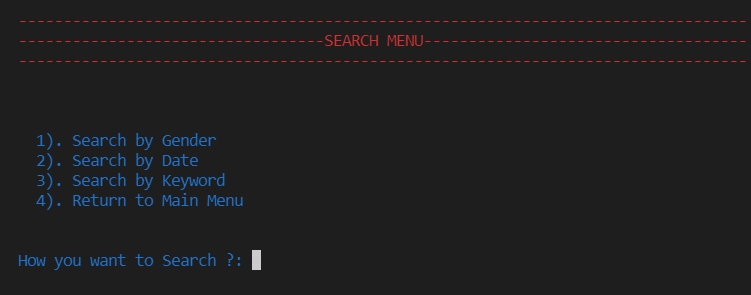 ---------------------------------------------------------------------------------
----------------------------------SEARCH MENU------------------------------------
---------------------------------------------------------------------------------
1). Search by Gender
2). Search by Date
3). Search by Keyword
4). Return to Main Menu
How you want to Search ?: